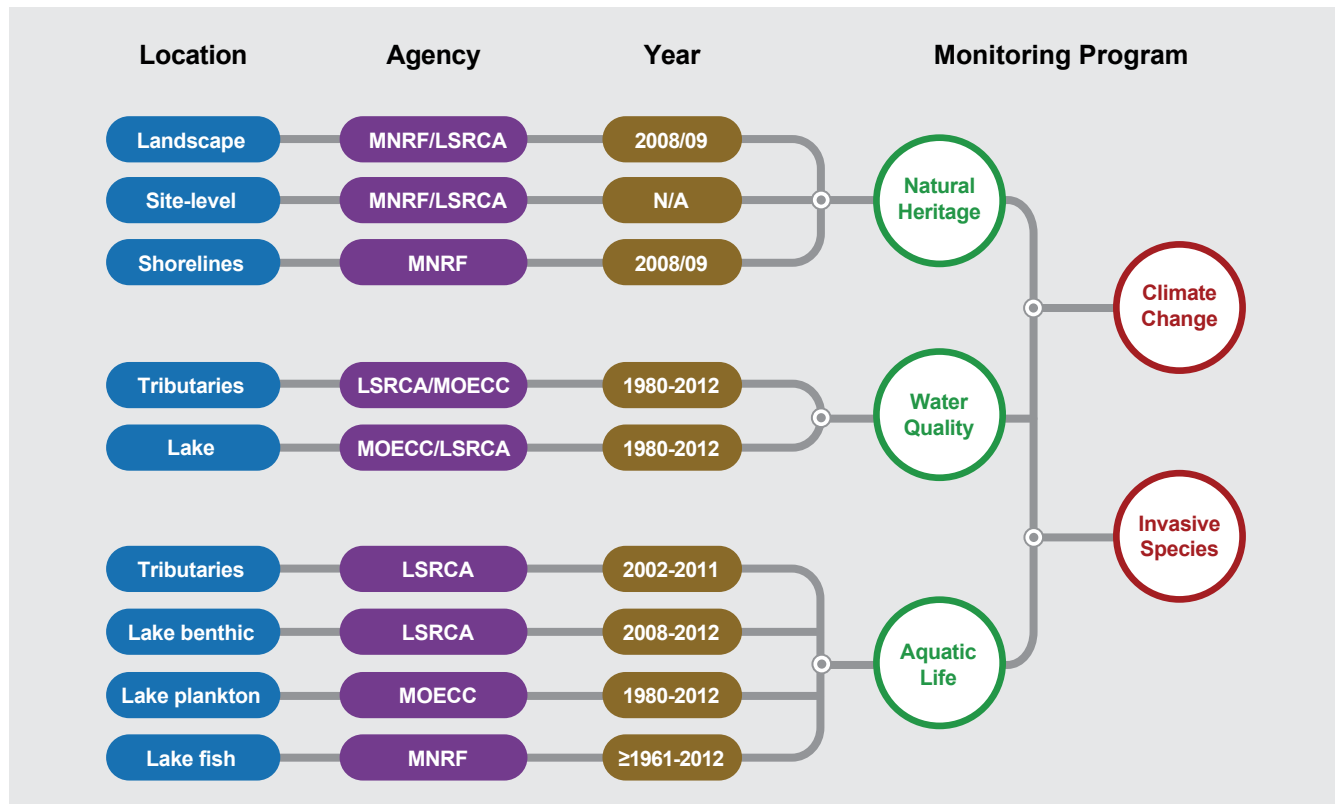 Location Agency Year Monitoring Program
Landscape MNRF/LSRCA 2008/09
Site-level MNRF/LSRCA N/A
Shorelines MNRF 2008/09
Natural
Heritage
Climate
Change
Tributaries LSRCA/MOECC 1980-2012
Lake MOECC/LSRCA 1980-2012
Water
Quality
Invasive
Species
Tributaries LSRCA 2002-2011
Lake benthic LSRCA 2008-2012
Lake plankton MOECC 1980-2012
Lake fish MNRF ≥1961-2012
Aquatic
Life